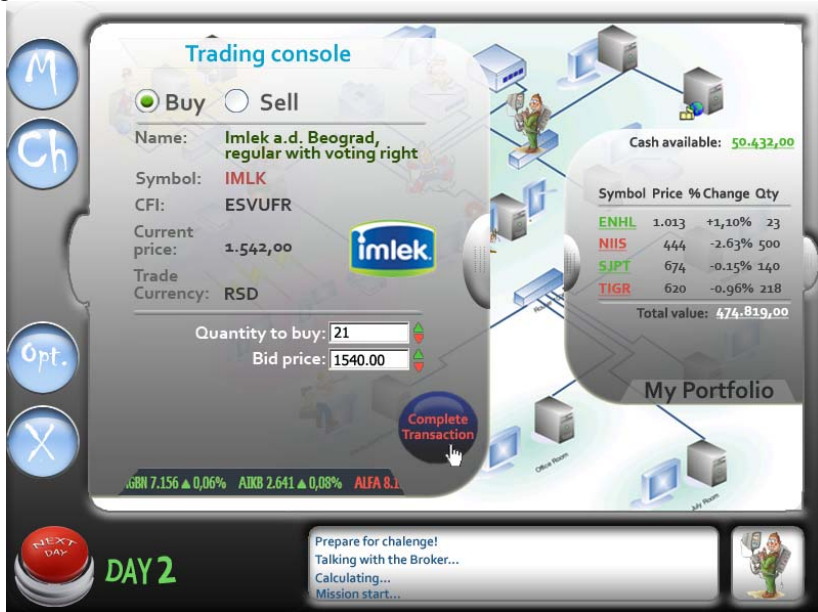 M
Ch
Opt.
X
Trading console
Buy Sell
Name: Imlek a.d. Beograd,
regular with voting right
Symbol: IMLK
CFI: ESVUFR
Current
price: 1.542,00
imlek
Trade
Currency: RSD
Quantity to buy: 21
Bid price: 1540.00
Complete
Transaction
GBN 7.156 ▲ 0,06% AIKB 2.641 ▲ 0,08% ALFA 8.1
Cash available: 50.432,00
Symbol Price % Change Qty
ENHL 1.013 +1,10% 23
NIIS 444 -2.63% 500
SJPT 674 -0.15% 140
TIGR 620 -0.96% 218
Total value: 474.819,00
My Portfolio
Office Room
July Room
NEXT
DAY
DAY 2
Prepare for chalenge!
Talking with the Broker...
Calculating...
Mission start...